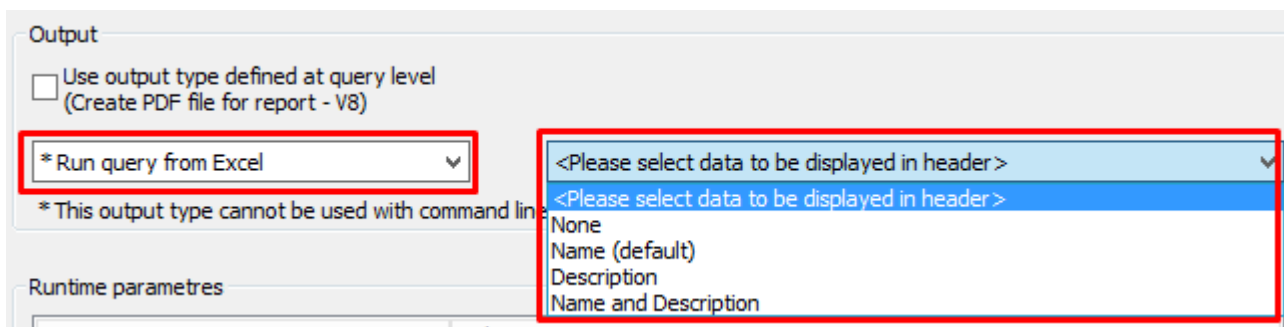 Output
Use output type defined at query level
(Create PDF file for report - V8)
* Run query from Excel
<Please select data to be displayed in header>
* This output type cannot be used with command line
<Please select data to be displayed in header>
None
Name (default)
Description
Name and Description
Runtime parametres